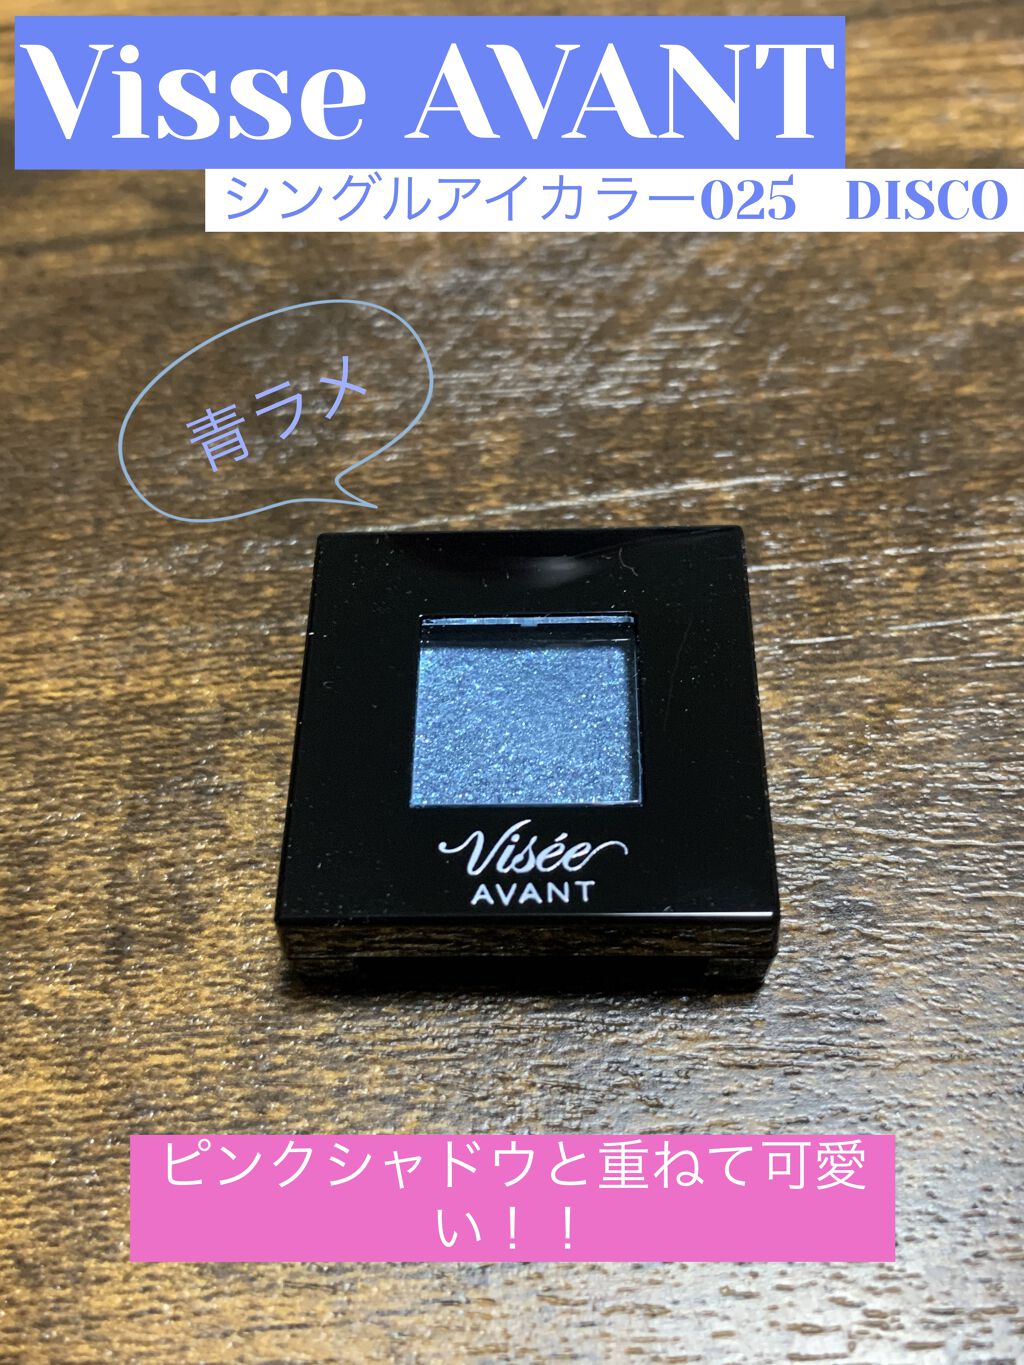 Visse AVANT
シングルアイカラー025 DISCO
青ラメ
Visée
AVANT
ピンクシャドウと重ねて可愛
い！！